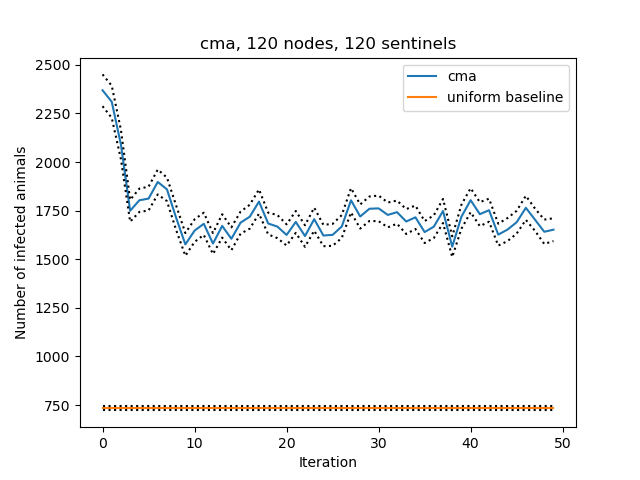 cma, 120 nodes, 120 sentinels
cma
uniform baseline
Number of infected animals
2500
2250
2000
1750
1500
1250
1000
750
0 10 20 30 40 50
Iteration